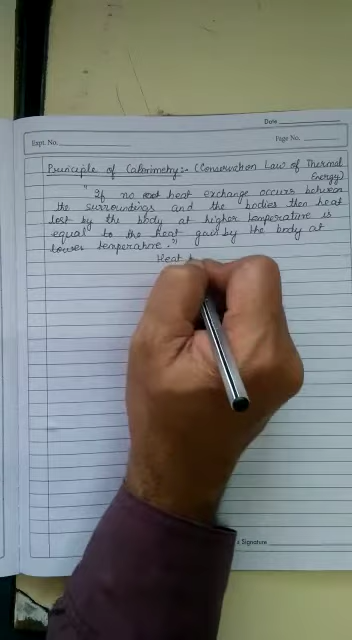 Date
Expt. No.
Page No.
Principle of Calorimetry:- (Conservation Law of Thermal
Energy)
"If no heat exchange occurs between
the surroundings and the bodies then heat
lost by the body at higher temperature is
equal to the heat gain by the body at
lower temperature."
Heat
Signature